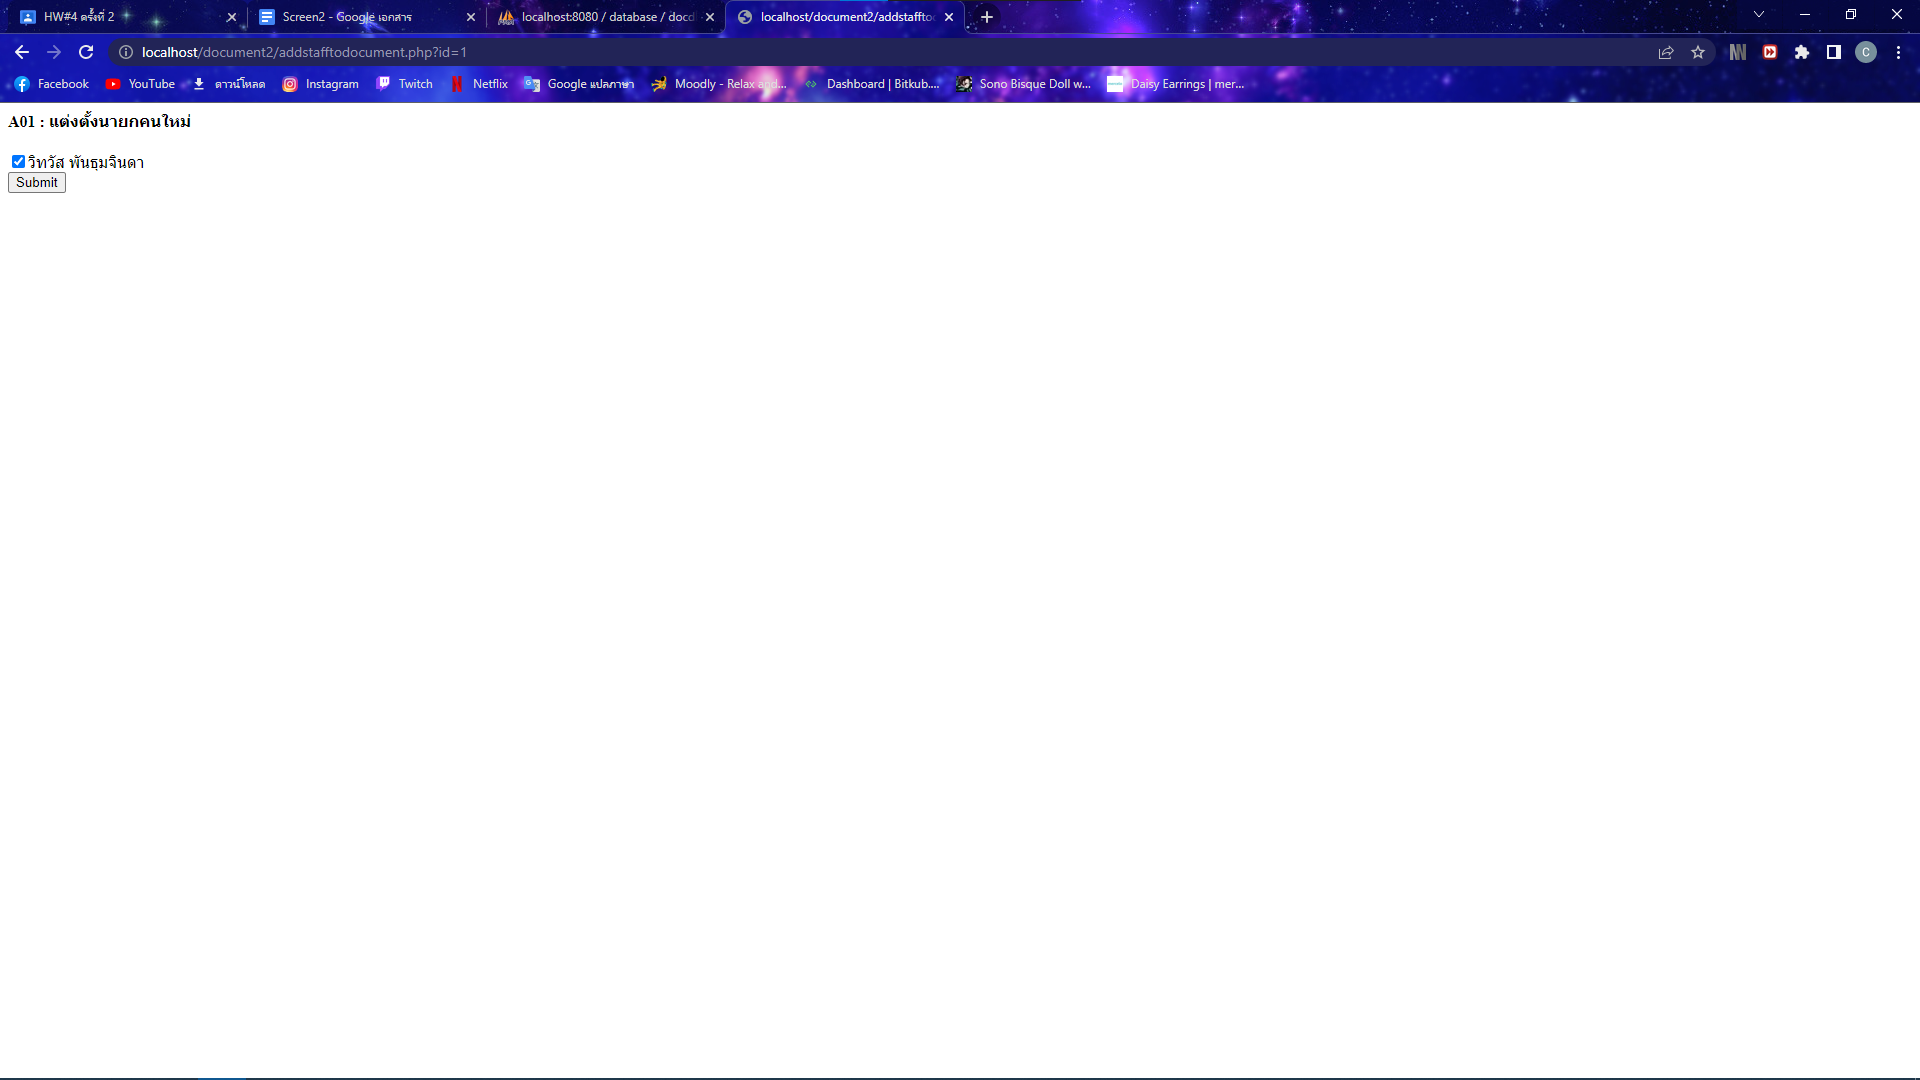 HW#4 ครั้งที่ 2
Screen2 - Google เอกสาร
localhost:8080 / database / docd
localhost/document2/addstaffto
localhost/document2/addstafftodocument.php?id=1
C
Facebook
YouTube
ดาวน์โหลด
Instagram
Twitch
Netflix
Google แปลภาษา
Moodly - Relax and...
Dashboard | Bitkub....
Sono Bisque Doll w...
Daisy Earrings | mer...
A01 : แต่งตั้งนายกคนใหม่
วิทวัส พันธุมจินดา
Submit